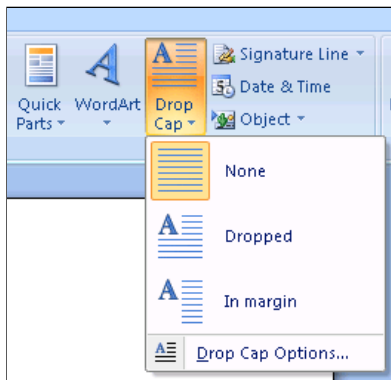 Signature Line
Date & Time
Object
Quick Parts
WordArt
Drop Cap
None
Dropped
In margin
Drop Cap Options...